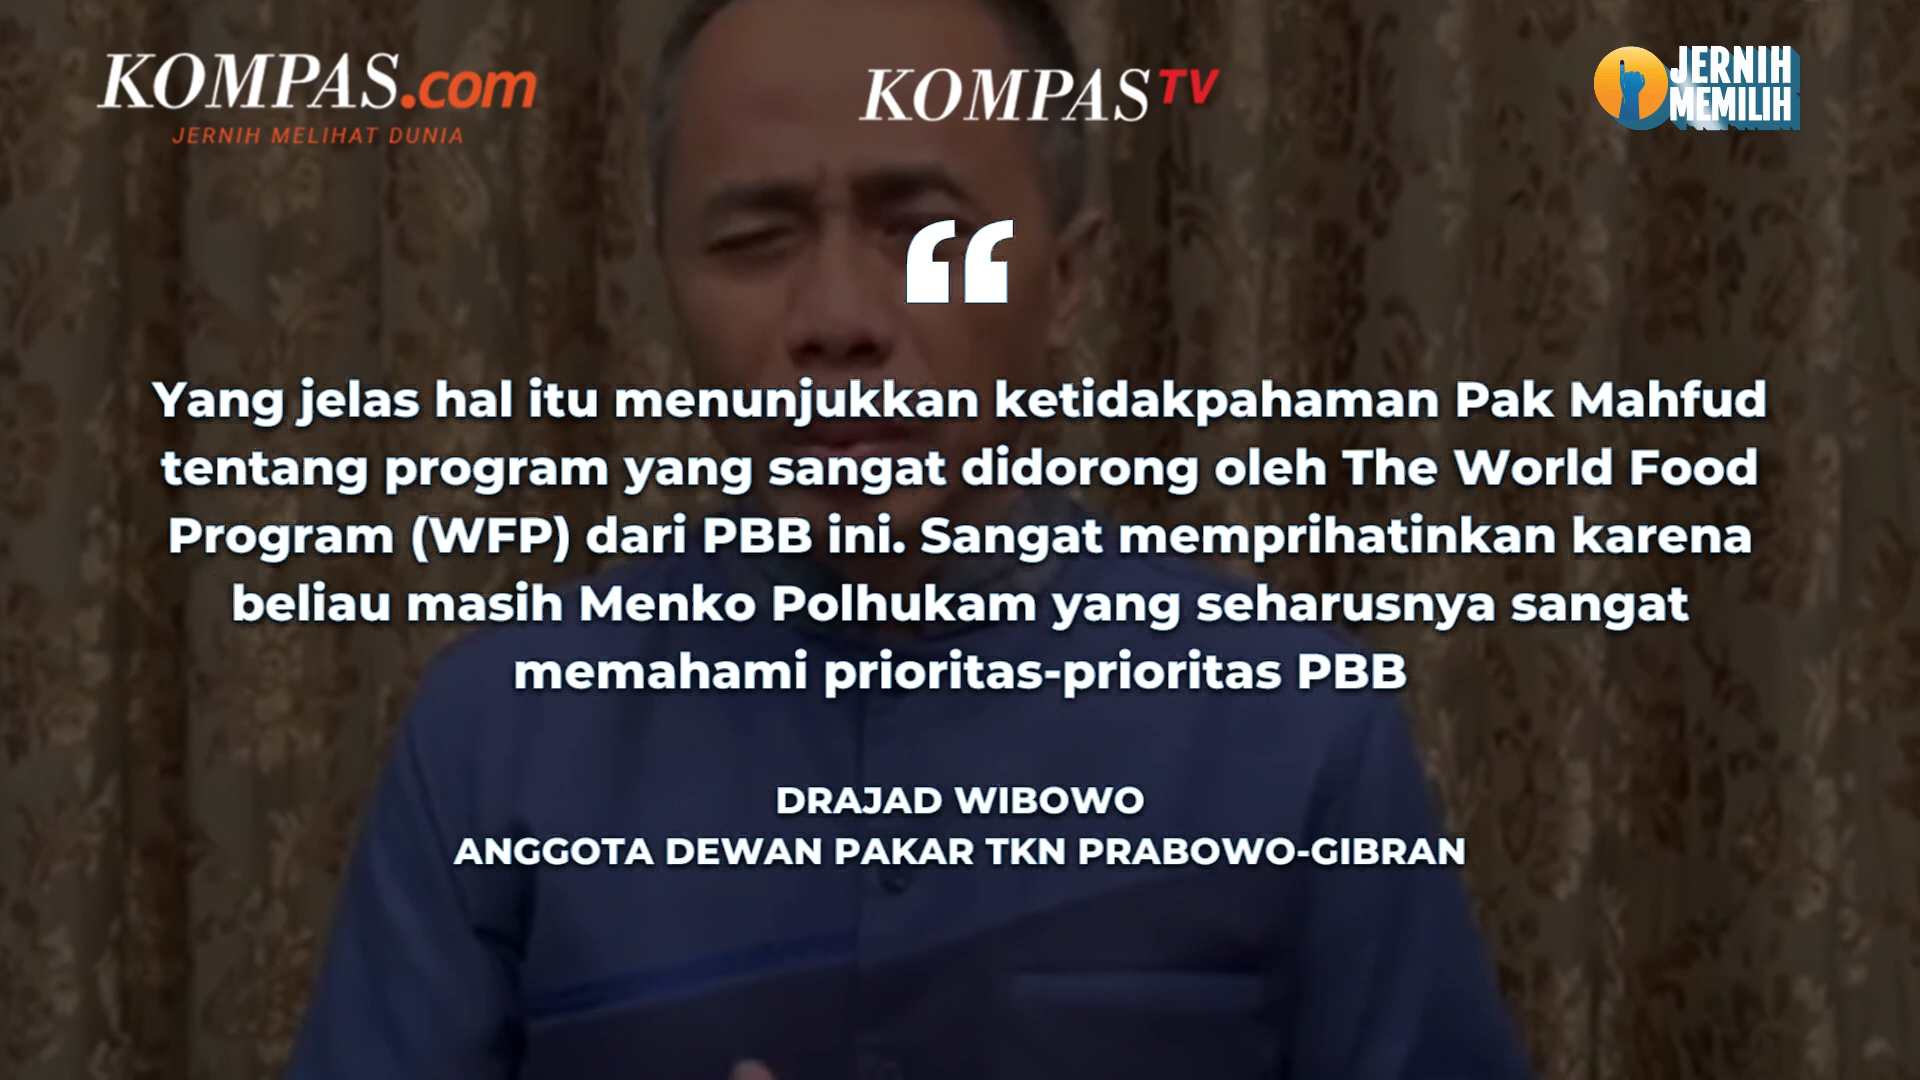 KOMPAS.com
JERNIH MELIHAT DUNIA
KOMPAS TV
JERNIH
MEMILIH
“
Yang jelas hal itu menunjukkan ketidakpahaman Pak Mahfud
tentang program yang sangat didorong oleh The World Food
Program (WFP) dari PBB ini. Sangat memprihatinkan karena
beliau masih Menko Polhukam yang seharusnya sangat
memahami prioritas-prioritas PBB
DRAJAD WIBOWO
ANGGOTA DEWAN PAKAR TKN PRABOWO-GIBRAN